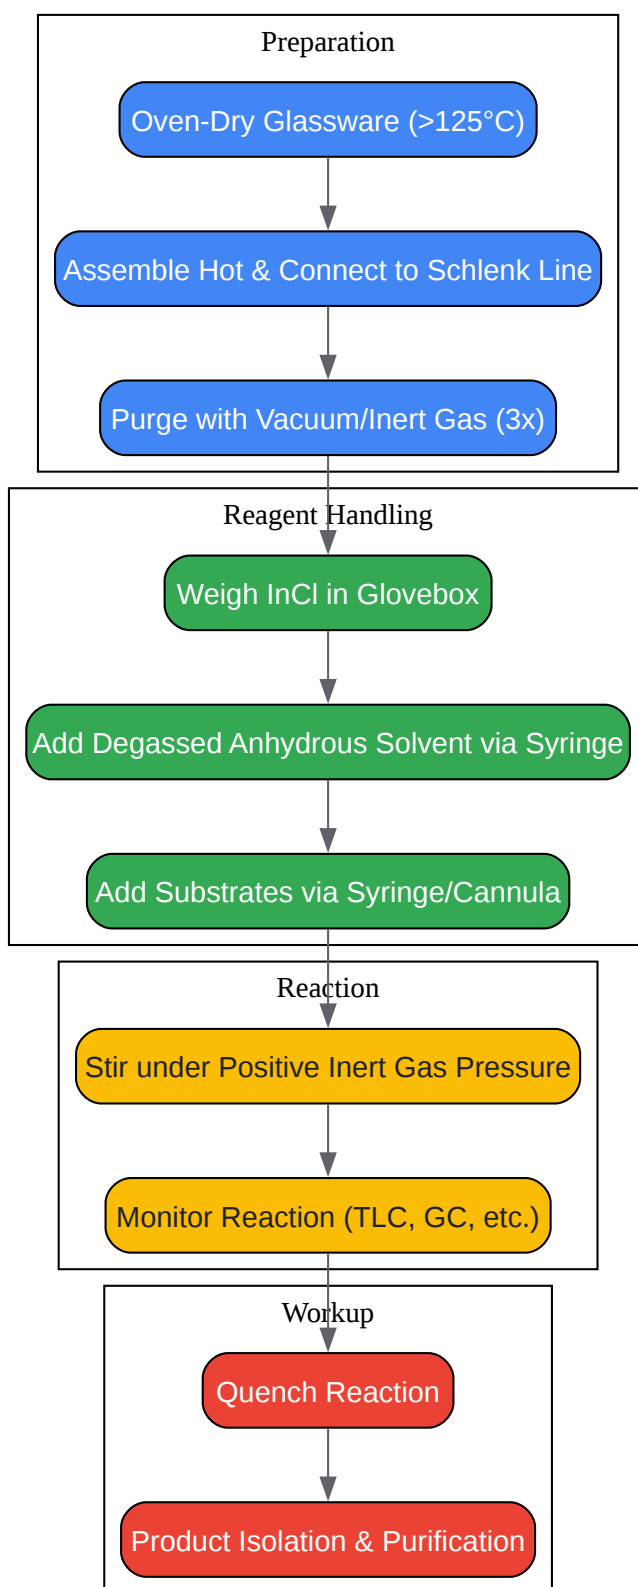 Preparation
Oven-Dry Glassware (>125°C)
Assemble Hot & Connect to Schlenk Line
Purge with Vacuum/Inert Gas (3x)
Reagent Handling
Weigh InCl in Glovebox
Add Degassed Anhydrous Solvent via Syringe
Add Substrates via Syringe/Cannula
Reaction
Stir under Positive Inert Gas Pressure
Monitor Reaction (TLC, GC, etc.)
Workup
Quench Reaction
Product Isolation & Purification